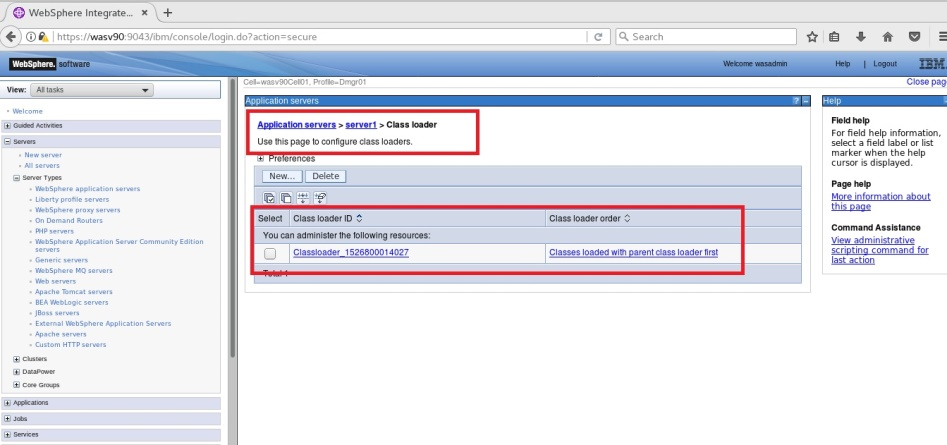 WebSphere Integrate...
https://wasv90:9043/ibm/console/login.do?action=secure
Search
WebSphere. software
Welcome wasadmin
Help
Logout
IBM
View: All tasks
Welcome
Guided Activities
Servers
New server
All servers
Server Types
WebSphere application servers
Liberty profile servers
WebSphere proxy servers
On Demand Routers
PHP servers
WebSphere Application Server Community Edition
servers
Generic servers
WebSphere MQ servers
Web servers
Apache Tomcat servers
BEA WebLogic servers
JBoss servers
External WebSphere Application Servers
Apache servers
Custom HTTP servers
Clusters
DataPower
Core Groups
Applications
Jobs
Services
Cell=wasv90Cell01, Profile=Dmgr01
Close pag
Application servers
Application servers > server1 > Class loader
Use this page to configure class loaders.
Preferences
New... Delete
Select Class loader ID Class loader order
You can administer the following resources:
Classloader_1526800014027 Classes loaded with parent class loader first
Total 1
Help
Field help
For field help information,
select a field label or list
marker when the help
cursor is displayed.
Page help
More information about
this page
Command Assistance
View administrative
scripting command for
last action